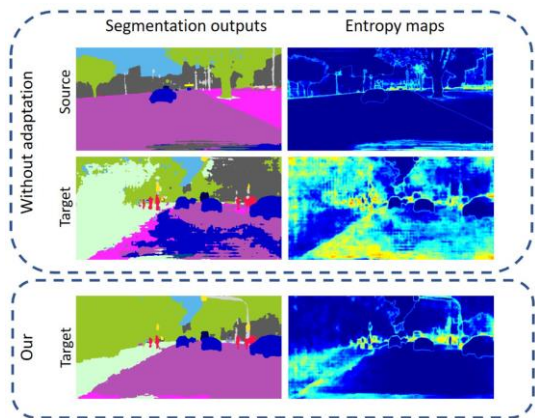 Segmentation outputs
Entropy maps
Without adaptation
Source
Target
Our
Target